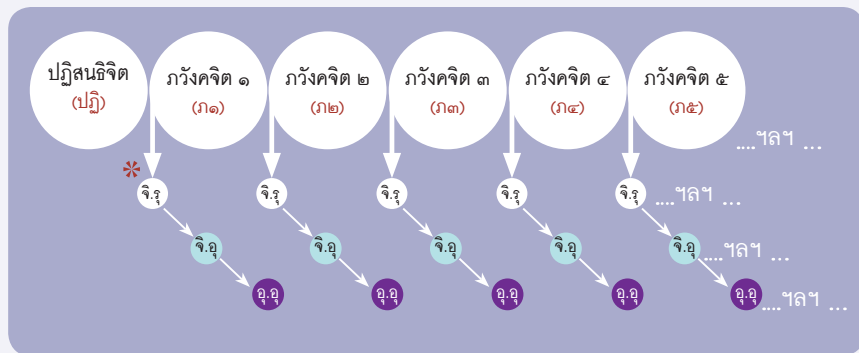 ปฏิสนธิจิต ภวังคจิต ๑ ภวังคจิต ๒ ภวังคจิต ๓ ภวังคจิต ๔ ภวังคจิต ๕
(ปฏิ) (ภ๑) (ภ๒) (ภ๓) (ภ๔) (ภ๕)
....ฯลฯ ...
* จิ.รุ จิ.รุ จิ.รุ จิ.รุ จิ.รุ ....ฯลฯ ...
จิ.อุ จิ.อุ จิ.อุ จิ.อุ จิ.อุ ....ฯลฯ ...
อุ.อุ อุ.อุ อุ.อุ อุ.อุ อุ.อุ ....ฯลฯ ...